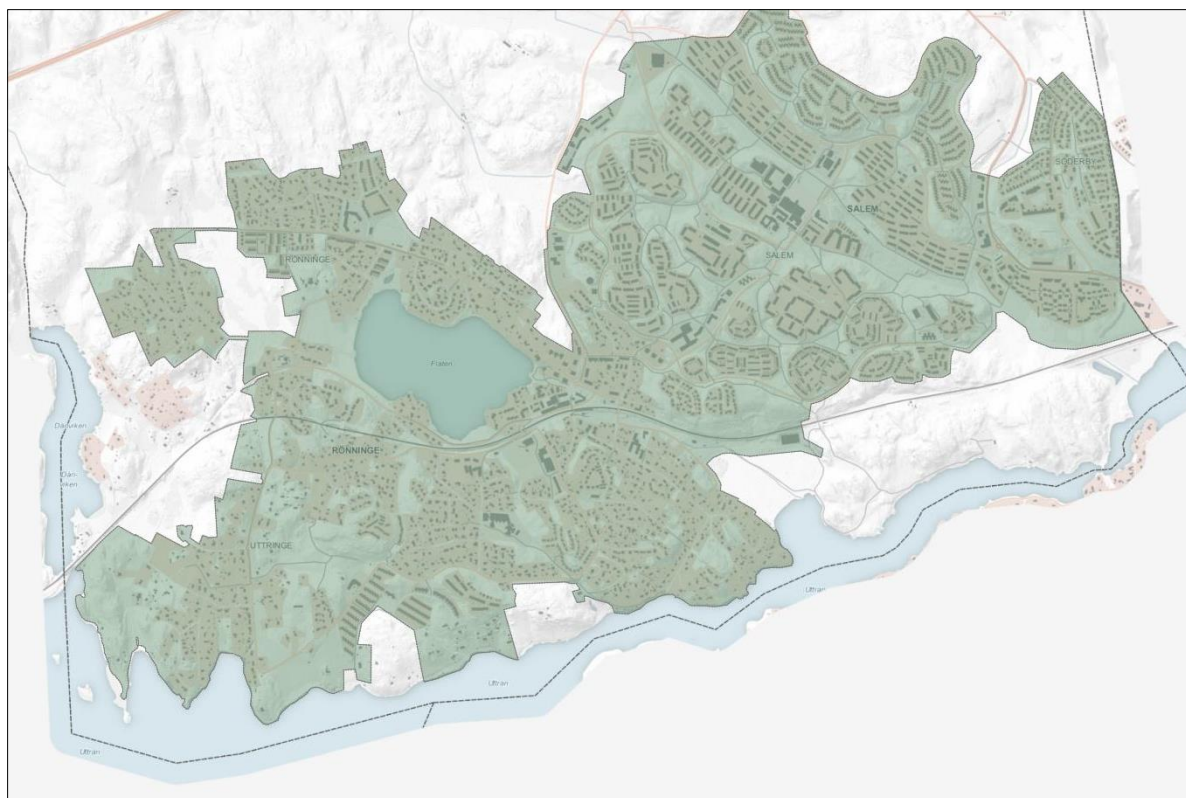 SÖDERBY
SALEM
SALEM
RÖNNINGE
Flaten
RÖNNINGE
UTTRINGE
Uttran
Uttran
Uttran